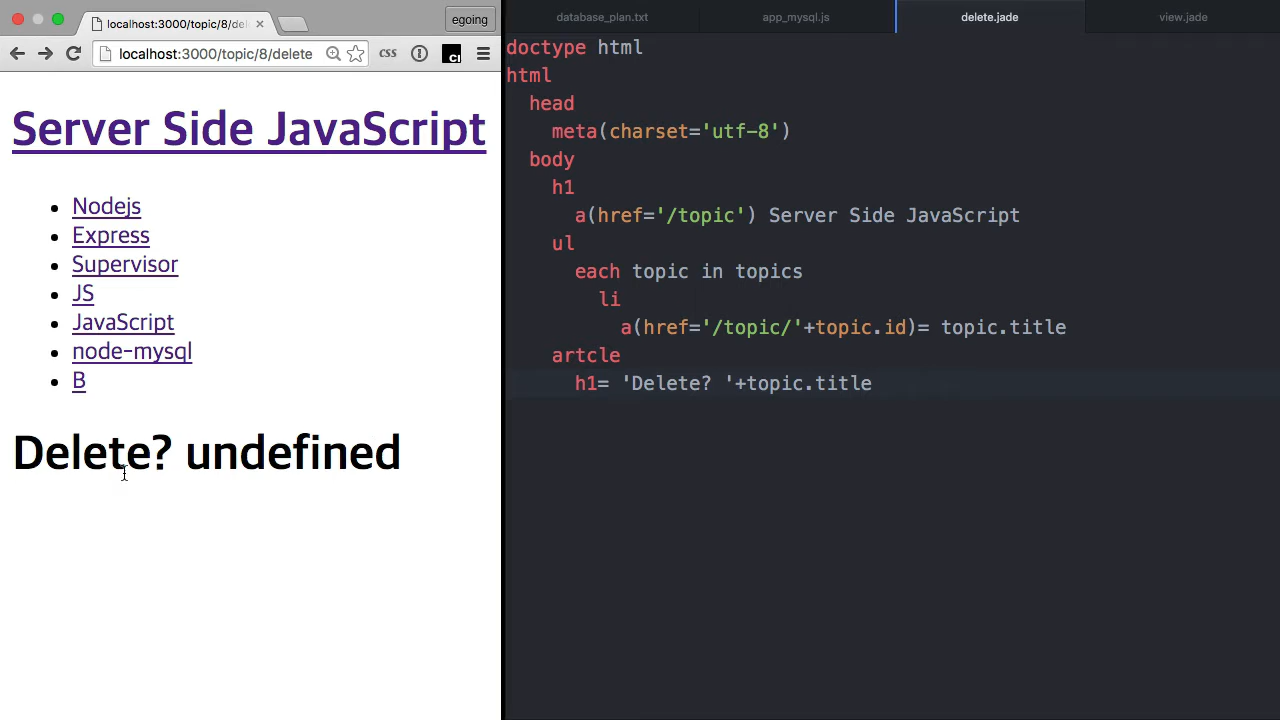 localhost:3000/topic/8/del
egoing
localhost:3000/topic/8/delete
css
Server Side JavaScript
Nodejs
Express
Supervisor
JS
JavaScript
node-mysql
B
Delete? undefined
database_plan.txt
app_mysql.js
delete.jade
view.jade
doctype html
html
head
meta(charset='utf-8')
body
h1
a(href='/topic') Server Side JavaScript
ul
each topic in topics
li
a(href='/topic/'+topic.id)= topic.title
artcle
h1= 'Delete? '+topic.title